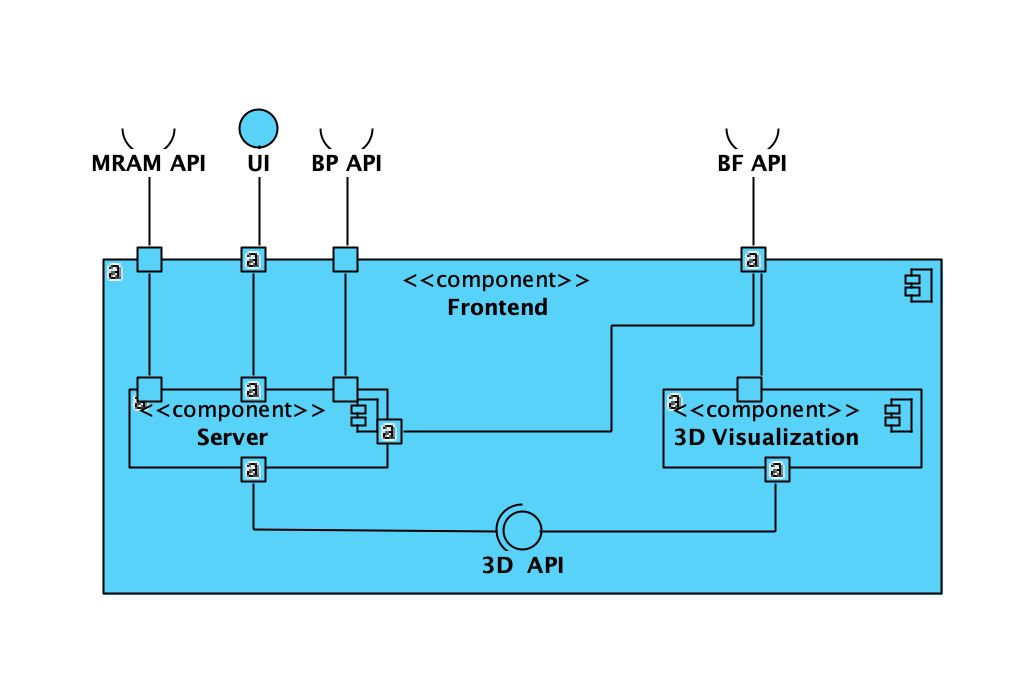 MRAM API
UI
BP API
BF API
a
a
a
<<component>>
Frontend
a
a
a
<<component>>
Server
a
<<component>>
3D Visualization
a
a
a
3D API